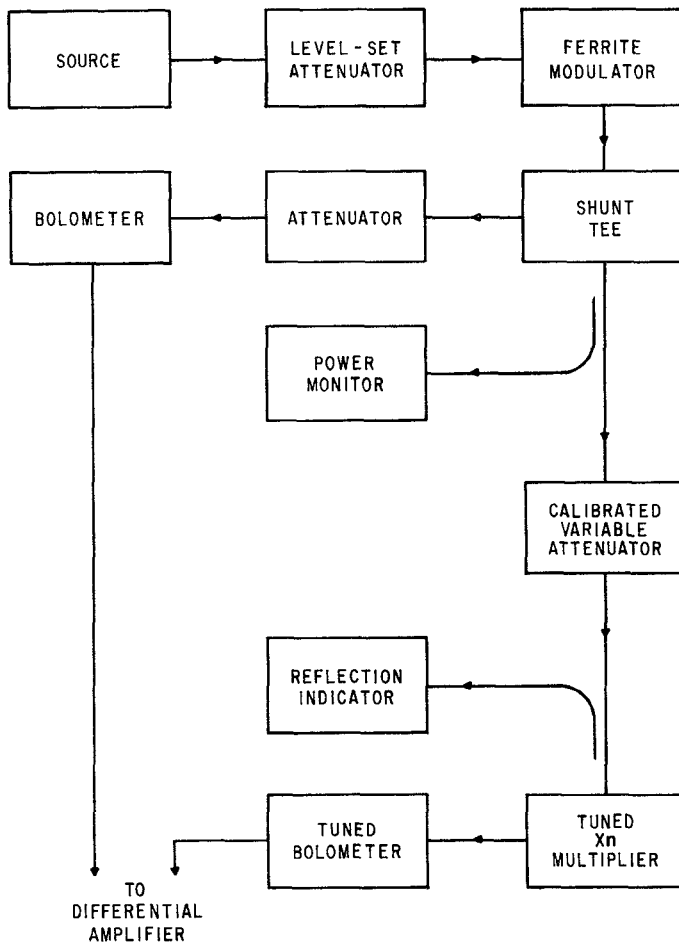 SOURCE
LEVEL-SET
ATTENUATOR
FERRITE
MODULATOR
BOLOMETER
ATTENUATOR
SHUNT
TEE
POWER
MONITOR
CALIBRATED
VARIABLE
ATTENUATOR
REFLECTION
INDICATOR
TUNED
BOLOMETER
TUNED
Xn
MULTIPLIER
TO
DIFFERENTIAL
AMPLIFIER